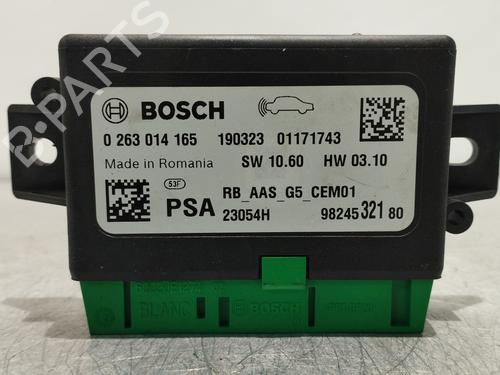 BOSCH
0 263 014 165 190323 01171743
Made in Romania SW 10.60 HW 03.10
53F RB_AAS_G5_CEM01
PSA 23054H 98245 321 80
BLANC BOSCH
B-PARTS